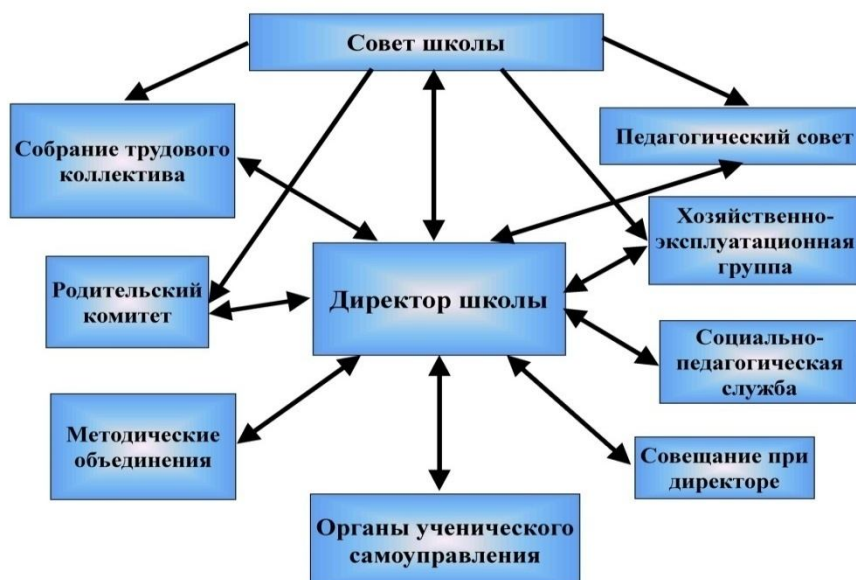 Совет школы
Собрание трудового
коллектива
Педагогический совет
Хозяйственно-
эксплуатационная
группа
Родительский
комитет
Директор школы
Социально-
педагогическая
служба
Методические
объединения
Совещание при
директоре
Органы ученического
самоуправления